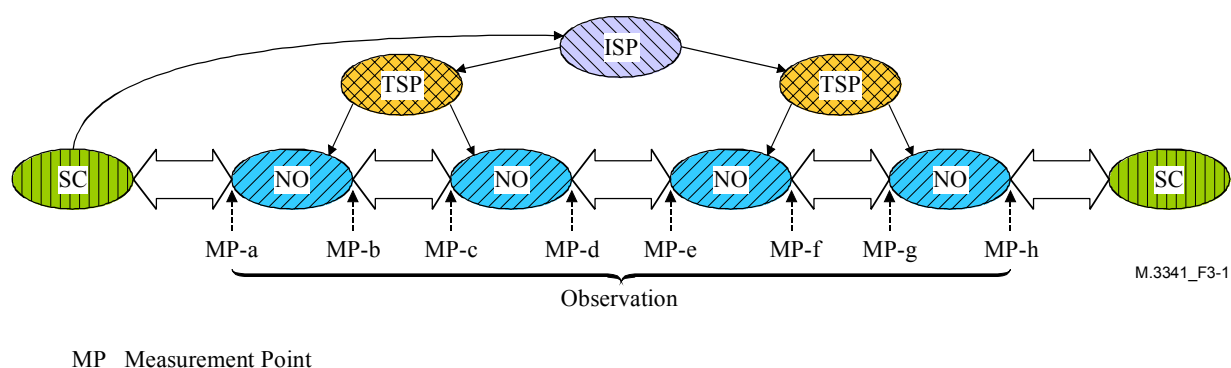 ISP
TSP TSP
SC NO NO NO NO SC
MP-a MP-b MP-c MP-d MP-e MP-f MP-g MP-h
M.3341_F3-1
Observation
MP Measurement Point